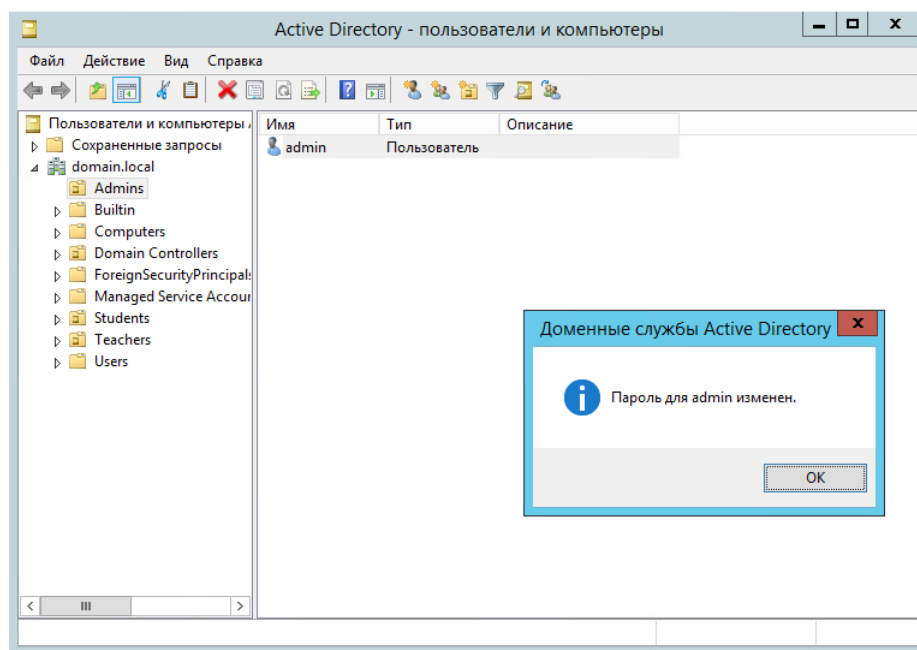 Active Directory - пользователи и компьютеры
Файл Действие Вид Справка
Пользователи и компьютеры
Сохраненные запросы
domain.local
Admins
Builtin
Computers
Domain Controllers
ForeignSecurityPrincipal
Managed Service Accou
Students
Teachers
Users
Имя Тип Описание
admin Пользователь
Доменные службы Active Directory
Пароль для admin изменен.
OK